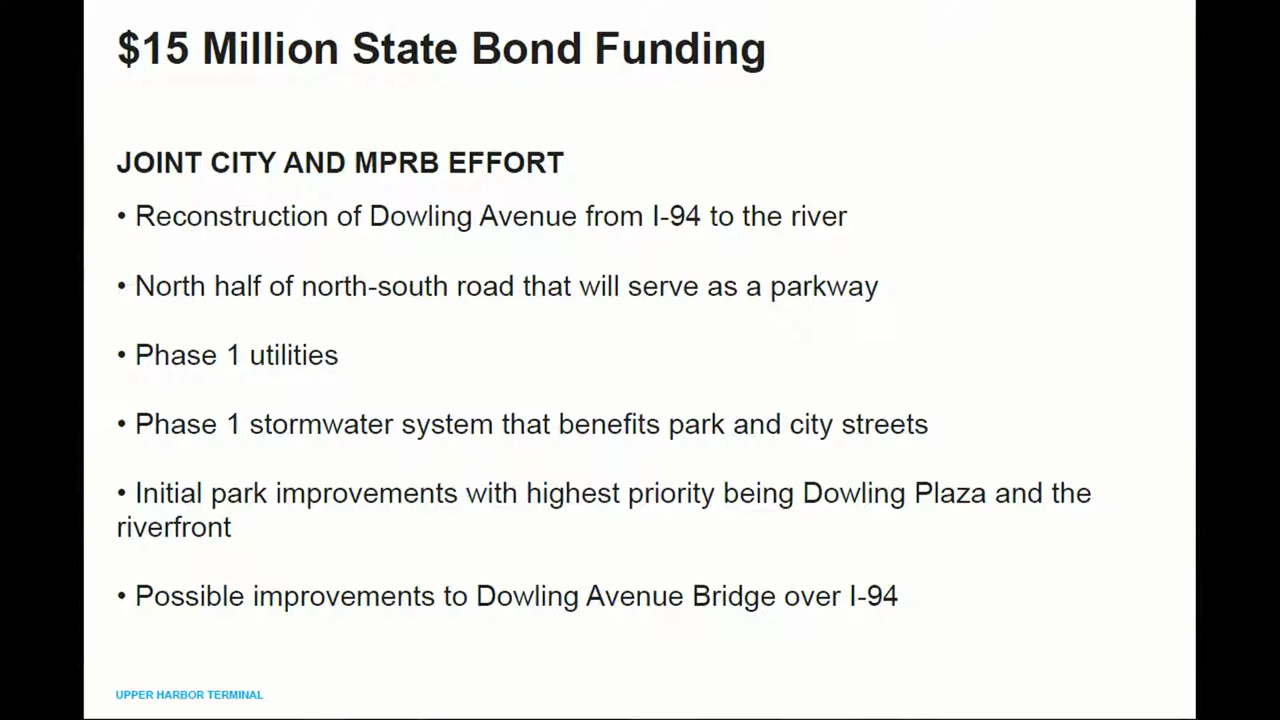 $15 Million State Bond Funding
JOINT CITY AND MPRB EFFORT
• Reconstruction of Dowling Avenue from I-94 to the river
• North half of north-south road that will serve as a parkway
• Phase 1 utilities
• Phase 1 stormwater system that benefits park and city streets
• Initial park improvements with highest priority being Dowling Plaza and the
riverfront
• Possible improvements to Dowling Avenue Bridge over I-94
UPPER HARBOR TERMINAL